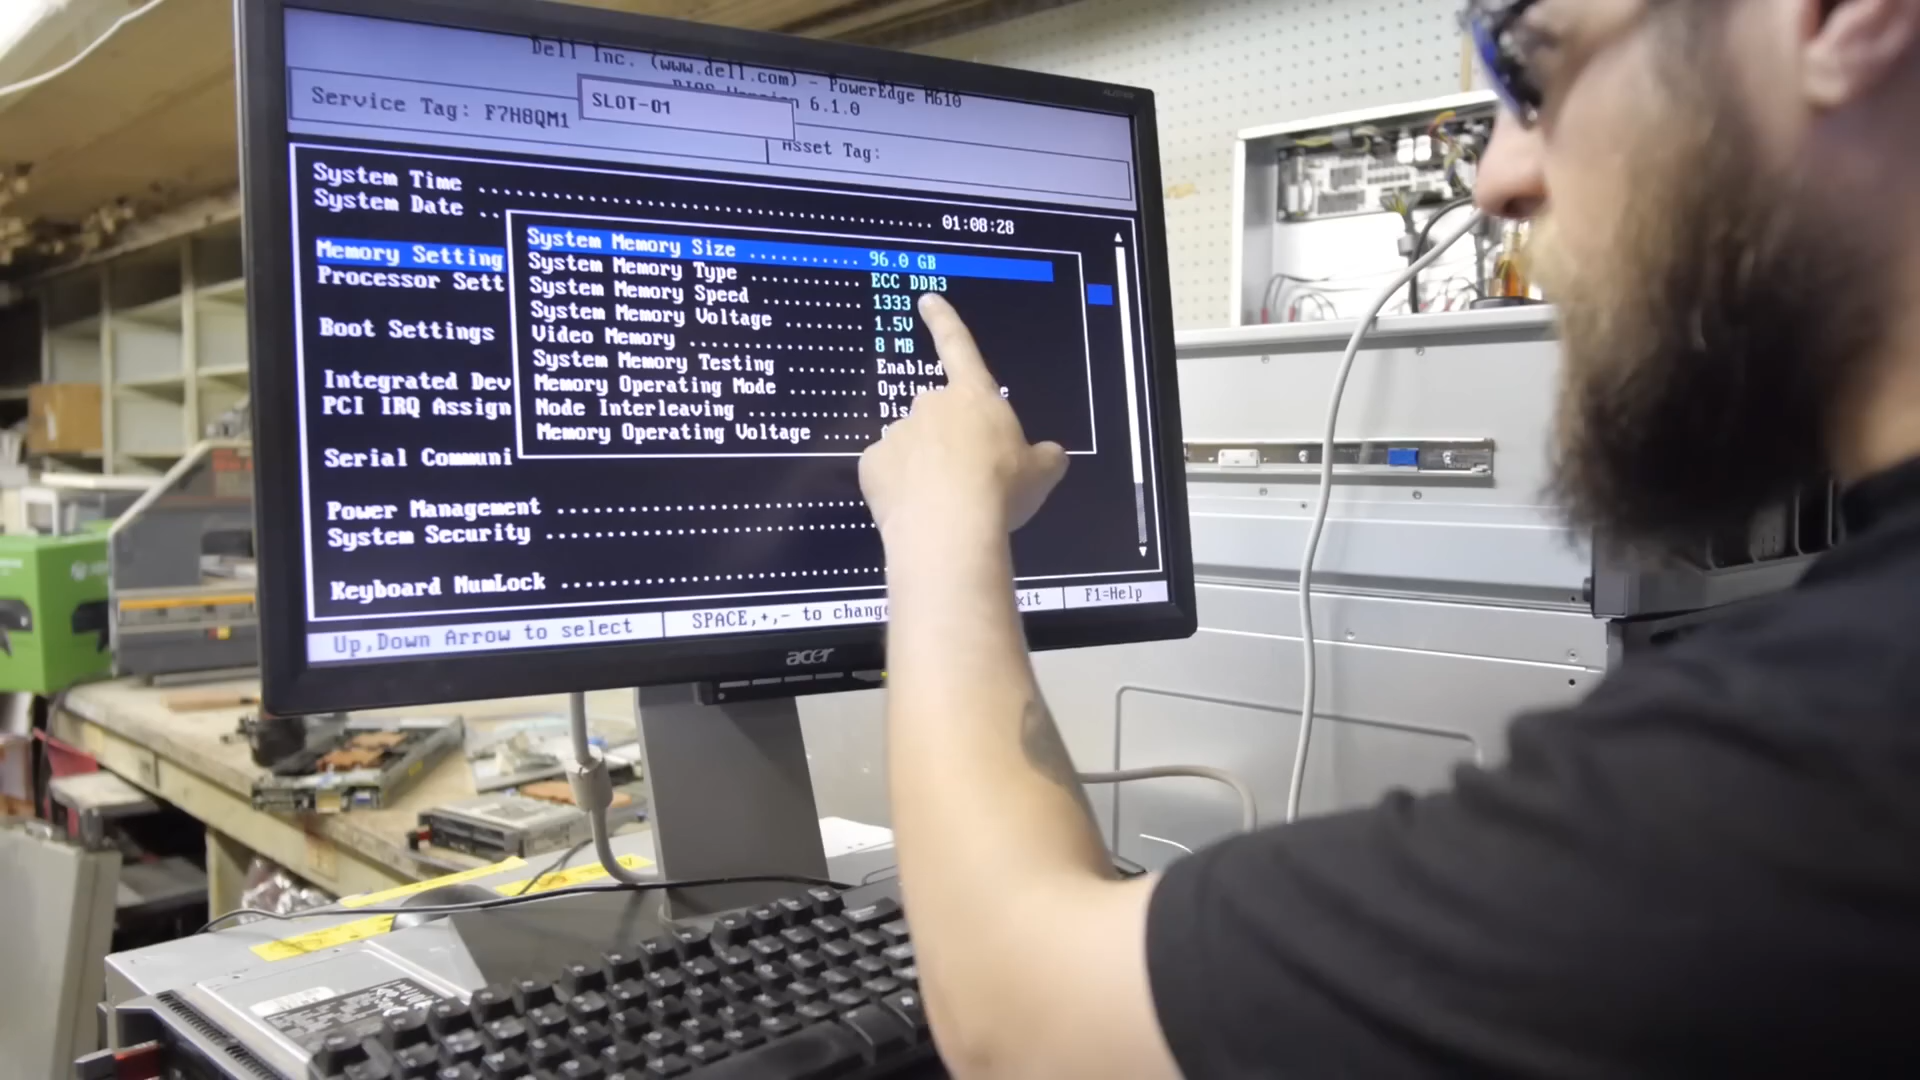 Dell Inc. (www.dell.com) - PowerEdge M610
6.1.0
Service Tag: F7H8QM1
SLOT-01
Asset Tag:
System Time ........................................ 01:08:28
System Date ..
Memory Setting
Processor Sett
Boot Settings
Integrated Dev
PCI IRQ Assign
Serial Communi
Power Management ..........................
System Security ...........................
Keyboard NumLock ..........................
System Memory Size ........... 96.0 GB
System Memory Type .......... ECC DDR3
System Memory Speed ......... 1333
System Memory Voltage ....... 1.5V
Video Memory ................ 8 MB
System Memory Testing ....... Enabled
Memory Operating Mode ....... Optimi
Node Interleaving ........... Dis
Memory Operating Voltage .....
Up,Down Arrow to select
SPACE,+,- to change
xit
F1=Help
acer